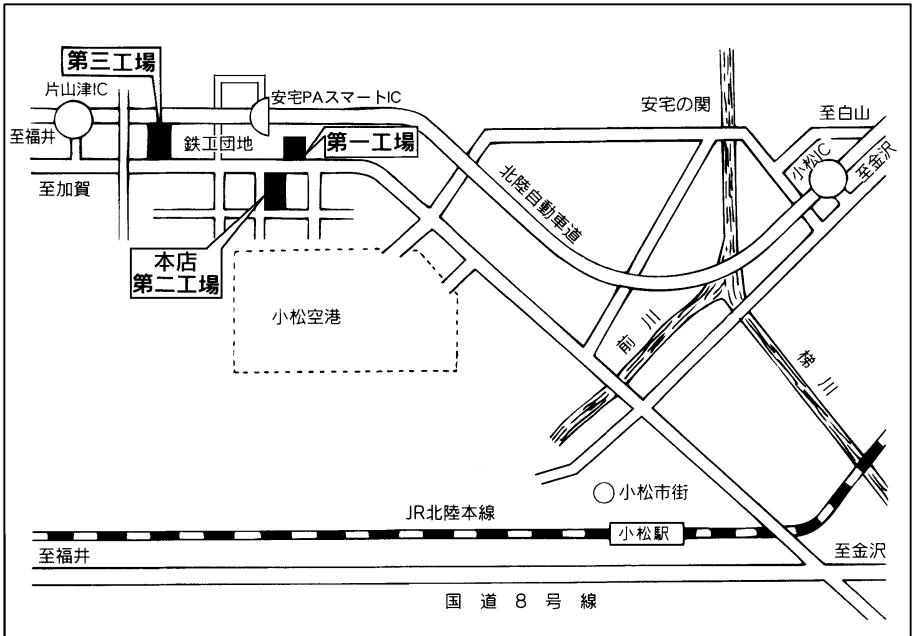 第三工場
片山津IC
安宅PAスマートIC
安宅の関
至白山
至福井
鉄工団地
第一工場
小松IC
至金沢
至加賀
北陸自動車道
本店
第二工場
小松空港
前川
梯川
小松市街
JR北陸本線
小松駅
至福井
至金沢
国道8号線